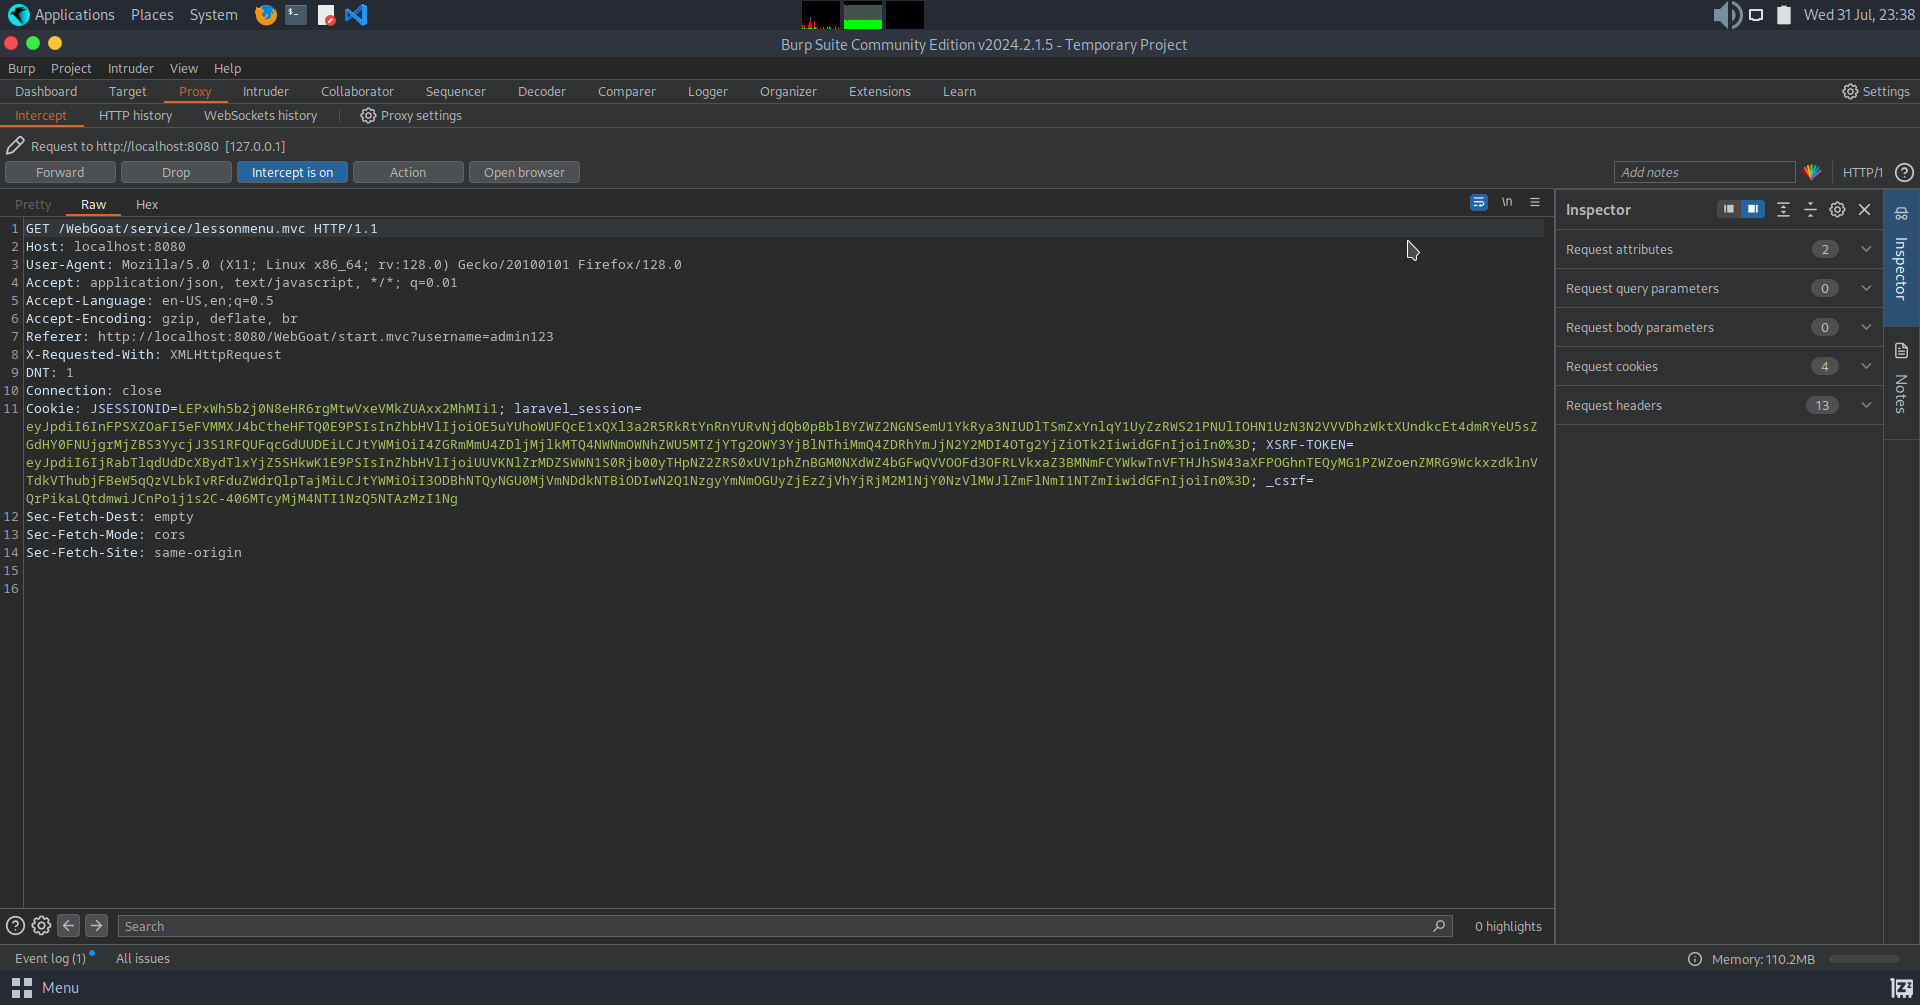 Applications Places System Wed 31 Jul, 23:38
Burp Suite Community Edition v2024.2.1.5 - Temporary Project
Burp Project Intruder View Help
Dashboard Target Proxy Intruder Collaborator Sequencer Decoder Comparer Logger Organizer Extensions Learn Settings
Intercept HTTP history WebSockets history Proxy settings
Request to http://localhost:8080 [127.0.0.1]
Forward Drop Intercept is on Action Open browser Add notes HTTP/1
Pretty Raw Hex \n
Inspector
1 GET /WebGoat/service/lessonmenu.mvc HTTP/1.1
2 Host: localhost:8080
3 User-Agent: Mozilla/5.0 (X11; Linux x86_64; rv:128.0) Gecko/20100101 Firefox/128.0
4 Accept: application/json, text/javascript, */*; q=0.01
5 Accept-Language: en-US,en;q=0.5
6 Accept-Encoding: gzip, deflate, br
7 Referer: http://localhost:8080/WebGoat/start.mvc?username=admin123
8 X-Requested-With: XMLHttpRequest
9 DNT: 1
10 Connection: close
11 Cookie: JSESSIONID=LEPxWh5b2j0N8eHR6rgMtwVxeVMkZUAxx2MhMIi1; laravel_session=
XSRF-TOKEN=
_csrf=
QrPikaLQtdmwiJCnPo1j1s2C-406MTcyMjM4NTI1NzQ5NTAzMzI1Ng
12 Sec-Fetch-Dest: empty
13 Sec-Fetch-Mode: cors
14 Sec-Fetch-Site: same-origin
15
16
Request attributes 2
Request query parameters 0
Request body parameters 0
Request cookies 4
Request headers 13
Inspector
Notes
Search 0 highlights
Event log (1) All issues Memory: 110.2MB
Menu